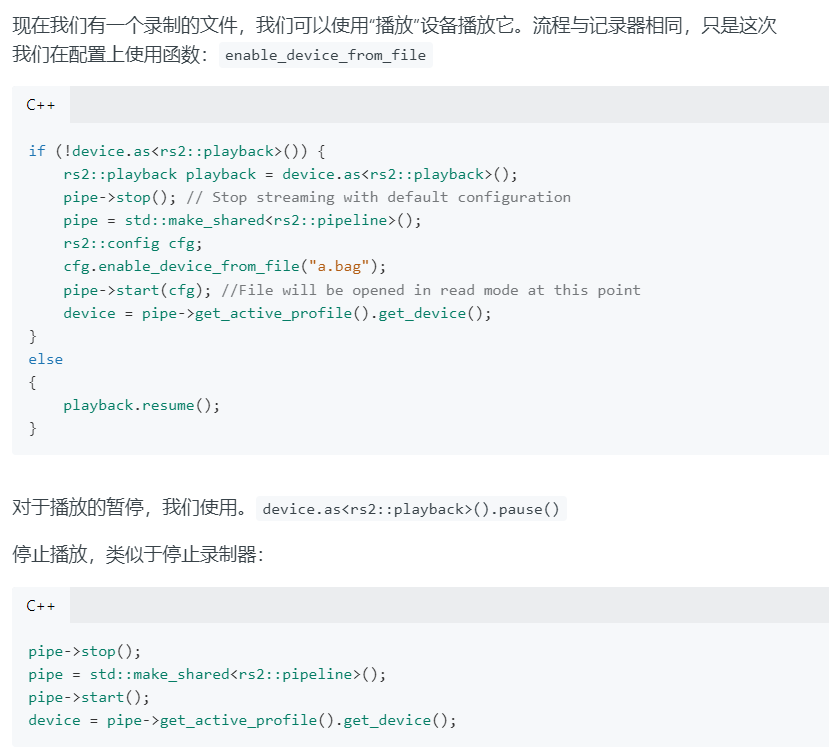 现在我们有一个录制的文件，我们可以使用“播放”设备播放它。流程与记录器相同，只是这次
我们在配置上使用函数： enable_device_from_file
C++
if (!device.as<rs2::playback>()) {
    rs2::playback playback = device.as<rs2::playback>();
    pipe->stop(); // Stop streaming with default configuration
    pipe = std::make_shared<rs2::pipeline>();
    rs2::config cfg;
    cfg.enable_device_from_file("a.bag");
    pipe->start(cfg); //File will be opened in read mode at this point
    device = pipe->get_active_profile().get_device();
}
else
{
    playback.resume();
}
对于播放的暂停，我们使用。 device.as<rs2::playback>().pause()
停止播放，类似于停止录制器：
C++
pipe->stop();
pipe = std::make_shared<rs2::pipeline>();
pipe->start();
device = pipe->get_active_profile().get_device();